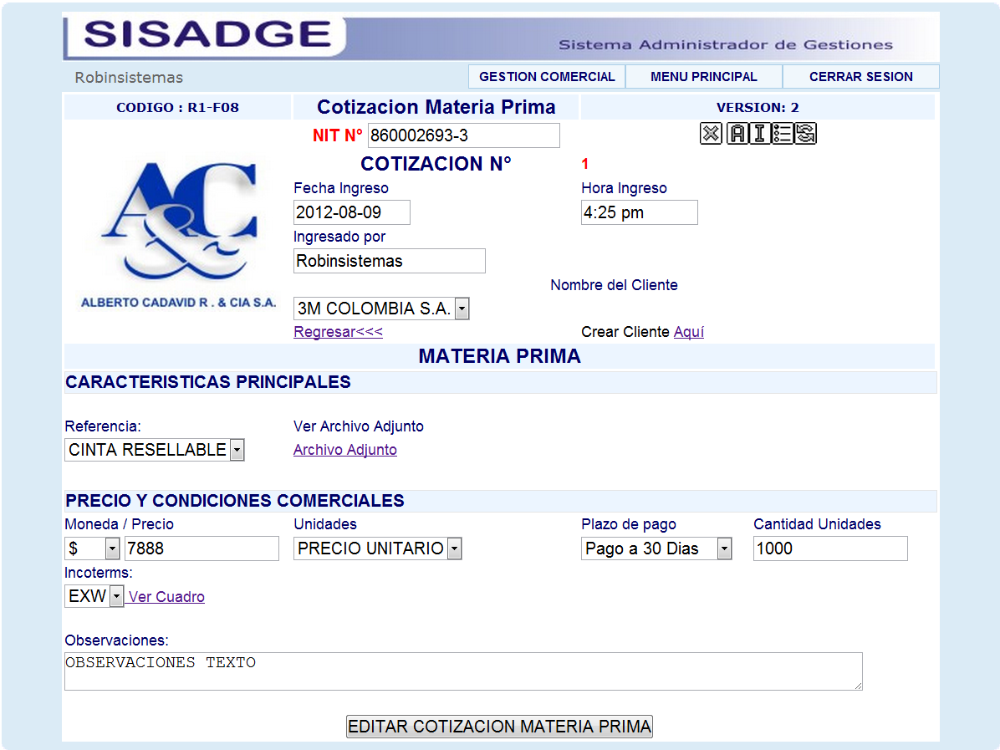 SISADGE
Sistema Administrador de Gestiones
Robinsistemas
GESTION COMERCIAL MENU PRINCIPAL CERRAR SESION
CODIGO : R1-F08 Cotizacion Materia Prima VERSION: 2
NIT N° 860002693-3
A I
COTIZACION N° 1
A&C
ALBERTO CADAVID R . & CIA S.A.
Fecha Ingreso Hora Ingreso
2012-08-09 4:25 pm
Ingresado por
Robinsistemas
Nombre del Cliente
3M COLOMBIA S.A.
Regresar<<< Crear Cliente Aquí
MATERIA PRIMA
CARACTERISTICAS PRINCIPALES
Referencia: Ver Archivo Adjunto
CINTA RESELLABLE Archivo Adjunto
PRECIO Y CONDICIONES COMERCIALES
Moneda / Precio Unidades Plazo de pago Cantidad Unidades
$ 7888 PRECIO UNITARIO Pago a 30 Dias 1000
Incoterms:
EXW Ver Cuadro
Observaciones:
OBSERVACIONES TEXTO
EDITAR COTIZACION MATERIA PRIMA